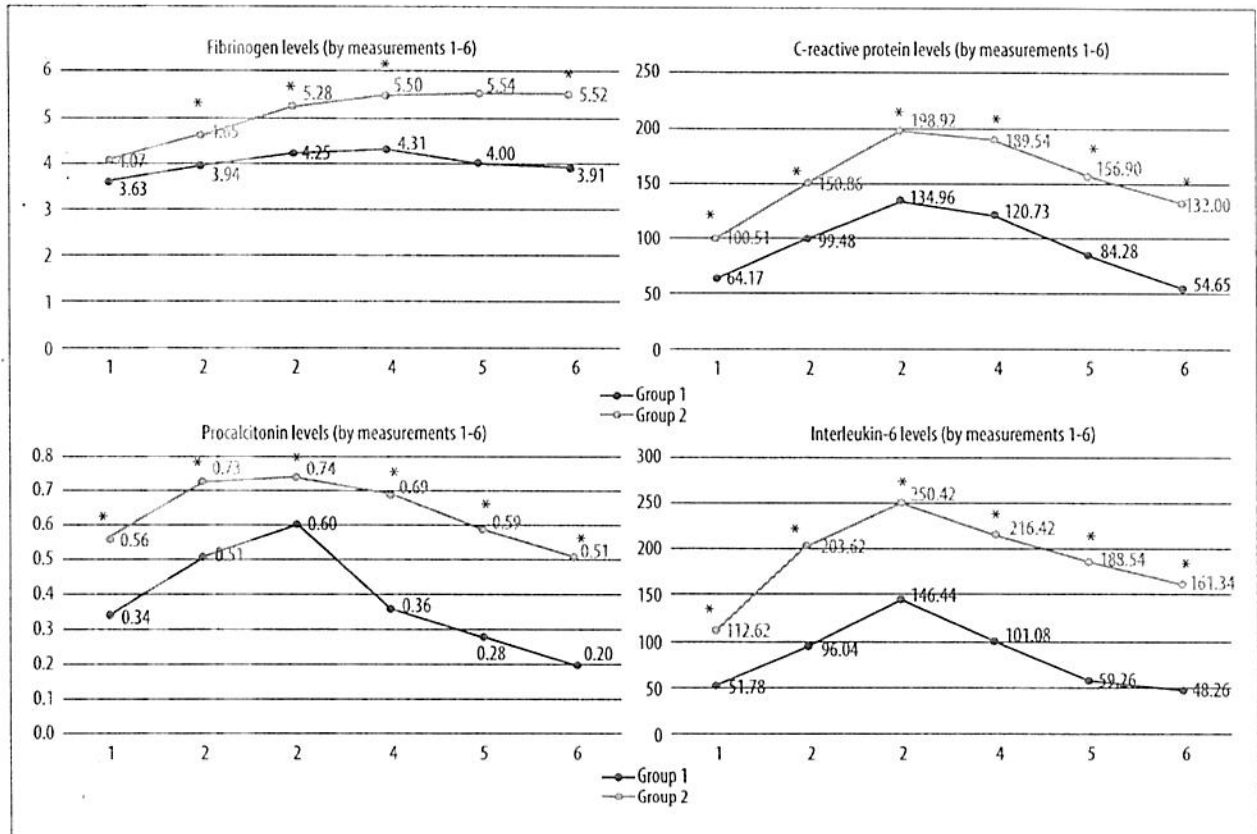 Fibrinogen levels (by measurements 1-6)
6
5
4
3
2
1
0
* * * *
4.07 4.65 5.28 5.50 5.54 5.52
3.63 3.94 4.25 4.31 4.00 3.91
1 2 2 4 5 6
C-reactive protein levels (by measurements 1-6)
250
200
150
100
50
0
* * * * * *
100.51 150.86 198.92 189.54 156.90 132.00
64.17 99.48 134.96 120.73 84.28 54.65
1 2 2 4 5 6
Group 1
Group 2
Procalcitonin levels (by measurements 1-6)
0.8
0.7
0.6
0.5
0.4
0.3
0.2
0.1
0.0
* * * * * *
0.56 0.73 0.74 0.69 0.59 0.51
0.34 0.51 0.60 0.36 0.28 0.20
1 2 2 4 5 6
Interleukin-6 levels (by measurements 1-6)
300
250
200
150
100
50
0
* * * * * *
112.62 203.62 250.42 216.42 188.54 161.34
51.78 96.04 146.44 101.08 59.26 48.26
1 2 2 4 5 6
Group 1
Group 2